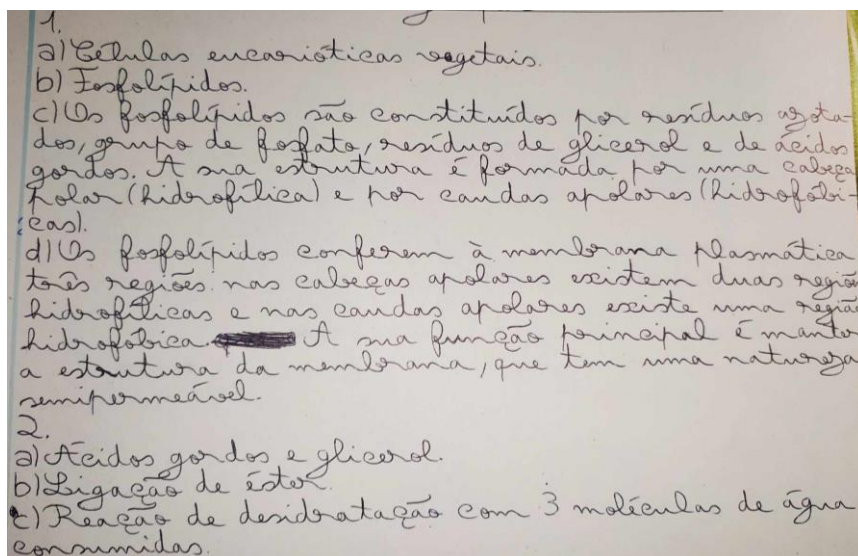 1.
a) Células eucarióticas vegetais.
b) Fosfolípidos.
c) Os fosfolípidos são constituídos por resíduos azota-
dos, grupo de fosfato, resíduos de glicerol e de ácidos
gordos. A sua estrutura é formada por uma cabeça
polar (hidrofílica) e por caudas apolares (hidrofóbi-
cas).
d) Os fosfolípidos conferem à membrana plasmática
três regiões: nas cabeças apolares existem duas regiões
hidrofílicas e nas caudas apolares existe uma região
hidrofóbica. A sua função principal é manter
a estrutura da membrana, que tem uma natureza
semipermeável.
2.
a) Ácidos gordos e glicerol.
b) Ligação de éster.
c) Reação de desidratação com 3 moléculas de água
consumidas.